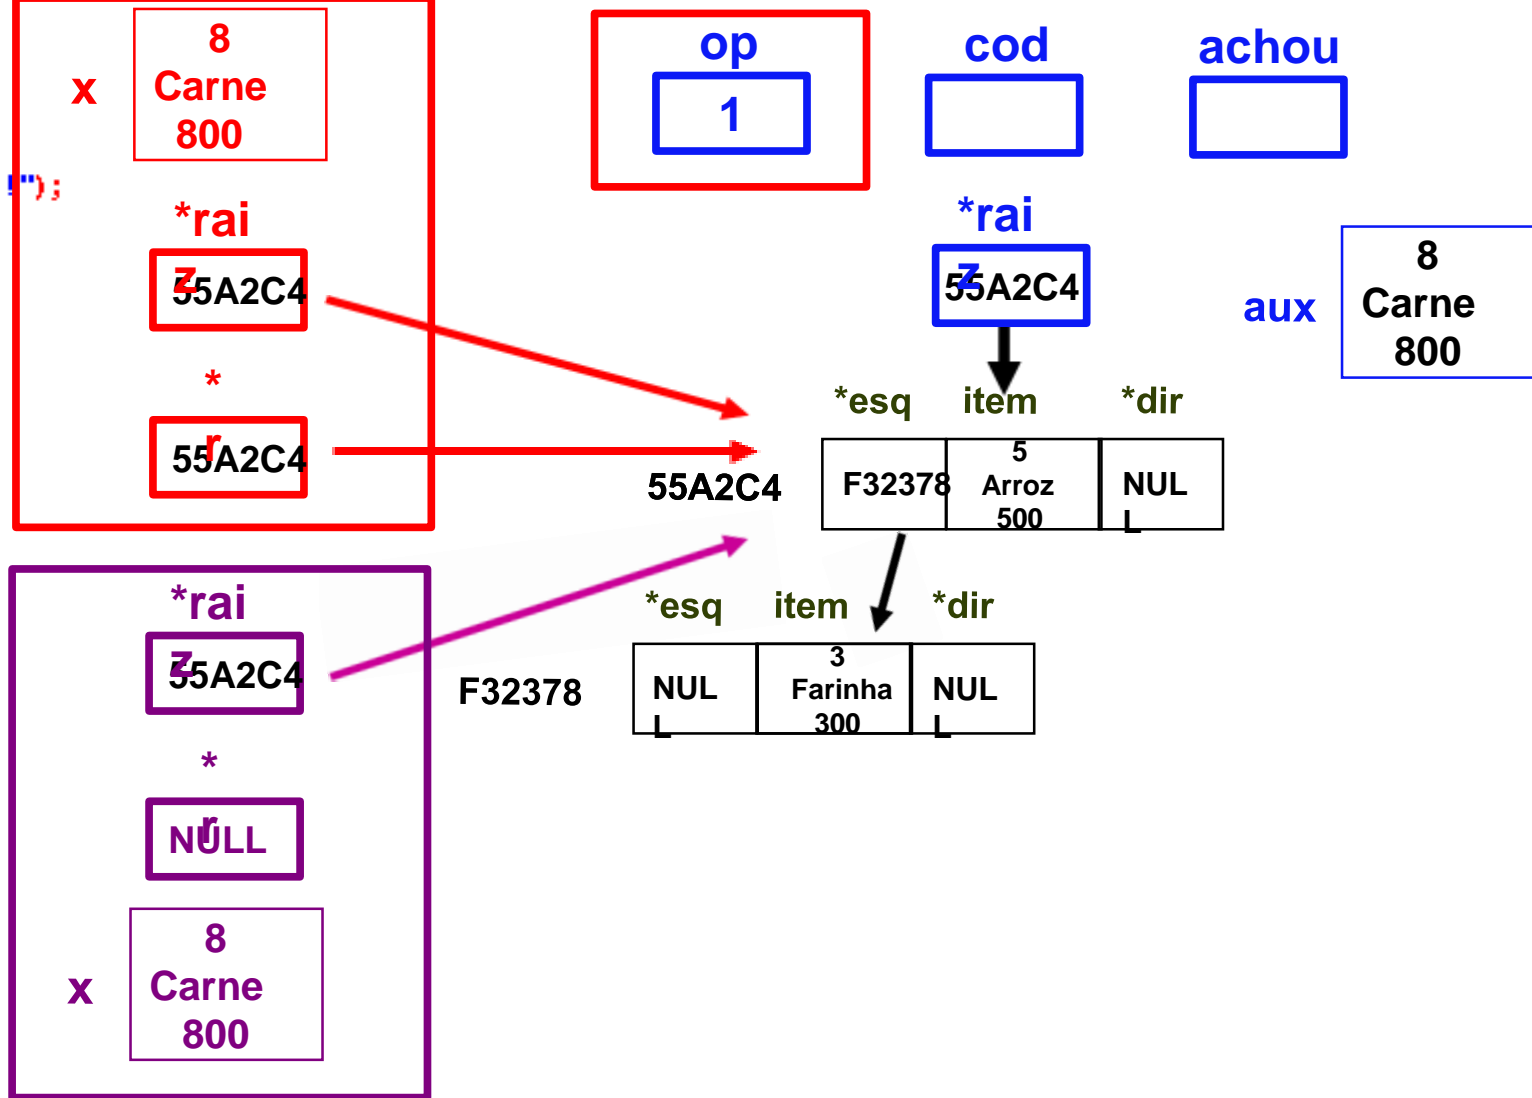 8
x
Carne
800
!");
*rai
z
55A2C4
*
r
55A2C4
op
1
cod
achou
*rai
z
55A2C4
aux
8
Carne
800
*esq item *dir
55A2C4
F32378
5
Arroz
500
NUL
L
*rai
z
55A2C4
*
r
NULL
x
8
Carne
800
*esq item *dir
F32378
NUL
L
3
Farinha
300
NUL
L